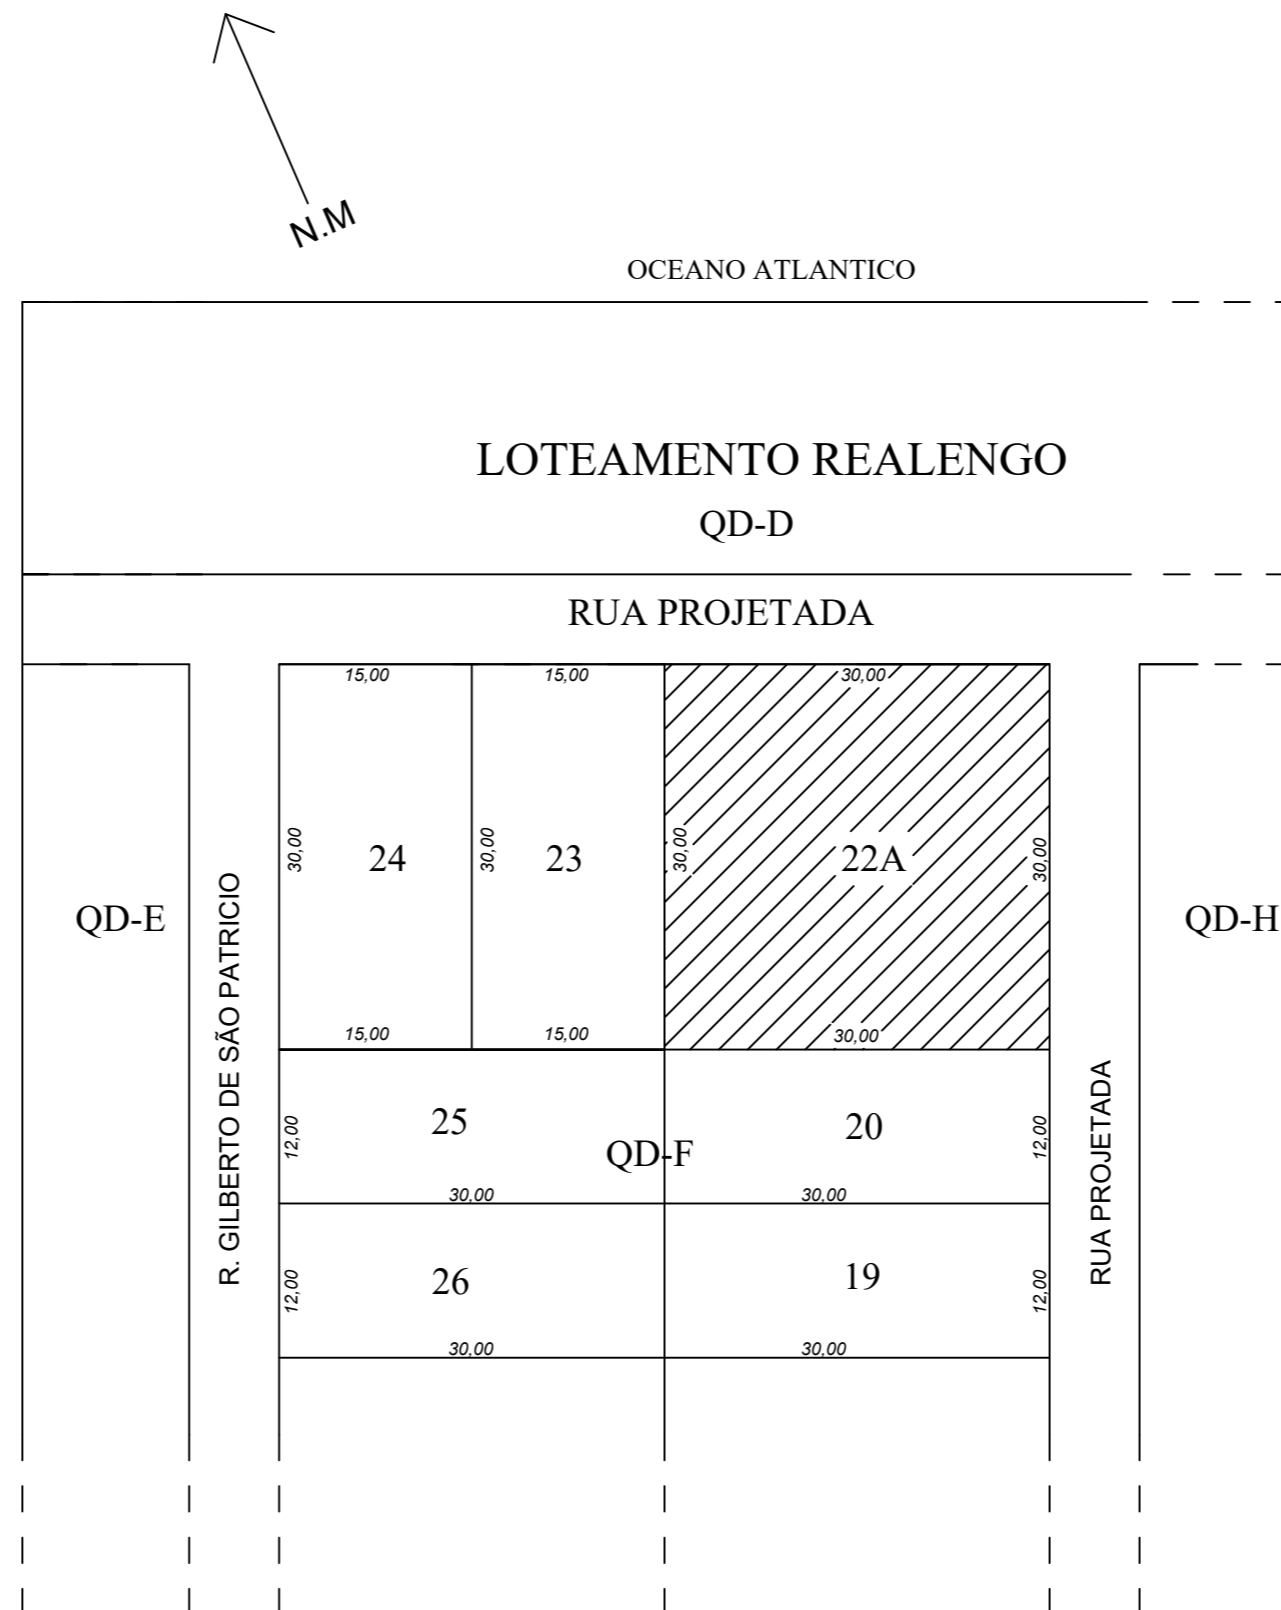 N.M
OCEANO ATLANTICO
LOTEAMENTO REALENGO
QD-D
RUA PROJETADA
15,00
15,00
30,00
30,00
24
30,00
23
30,00
22A
30,00
QD-E
R. GILBERTO DE SÃO PATRICIO
QD-H
15,00
15,00
30,00
12,00
25
QD-F
20
12,00
RUA PROJETADA
30,00
30,00
12,00
26
19
12,00
30,00
30,00